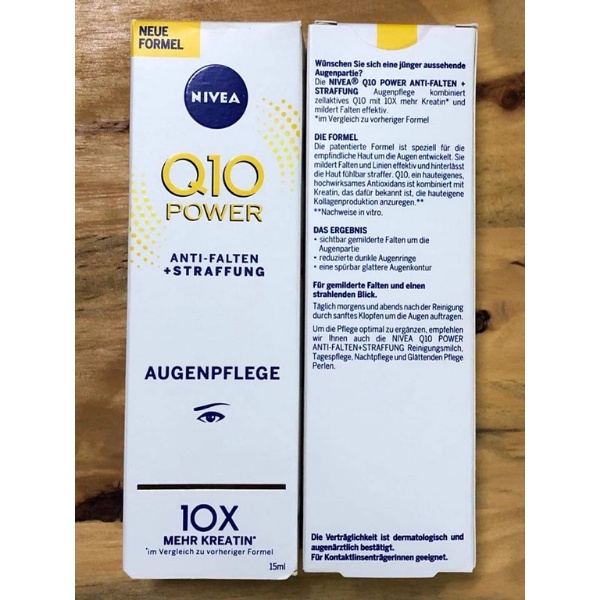 NEUE
FORMEL
NIVEA
Q10
POWER
ANTI-FALTEN
+STRAFFUNG
AUGENPFLEGE
10X
MEHR KREATIN*
*im Vergleich zu vorheriger Formel
15ml
Wünschen Sie sich eine jünger aussehende
Augenpartie?
Die NIVEA® Q10 POWER ANTI-FALTEN +
STRAFFUNG Augenpflege kombiniert
zellaktives Q10 mit 10X mehr Kreatin* und
mildert Falten effektiv.
*im Vergleich zu vorheriger Formel
DIE FORMEL
Die patentierte Formel ist speziell für die
empfindliche Haut um die Augen entwickelt. Sie
mildert Falten und Linien effektiv und hinterlässt
die Haut fühlbar straffer. Q10, ein hauteigenes,
hochwirksames Antioxidans ist kombiniert mit
Kreatin, das dafür bekannt ist, die hauteigene
Kollagenproduktion anzuregen.**
**Nachweise in vitro.
DAS ERGEBNIS
• sichtbar gemilderte Falten um die
Augenpartie
• reduzierte dunkle Augenringe
• eine spürbar glattere Augenkontur
Für gemilderte Falten und einen
strahlenden Blick.
Täglich morgens und abends nach der Reinigung
durch sanftes Klopfen um die Augen auftragen.
Um die Pflege optimal zu ergänzen, empfehlen
wir Ihnen auch die NIVEA Q10 POWER
ANTI-FALTEN+STRAFFUNG Reinigungsmilch,
Tagespflege, Nachtpflege und Glättenden Pflege
Perlen.
Die Verträglichkeit ist dermatologisch und
augenärztlich bestätigt.
Für KontaktlinsenträgerInnen geeignet.